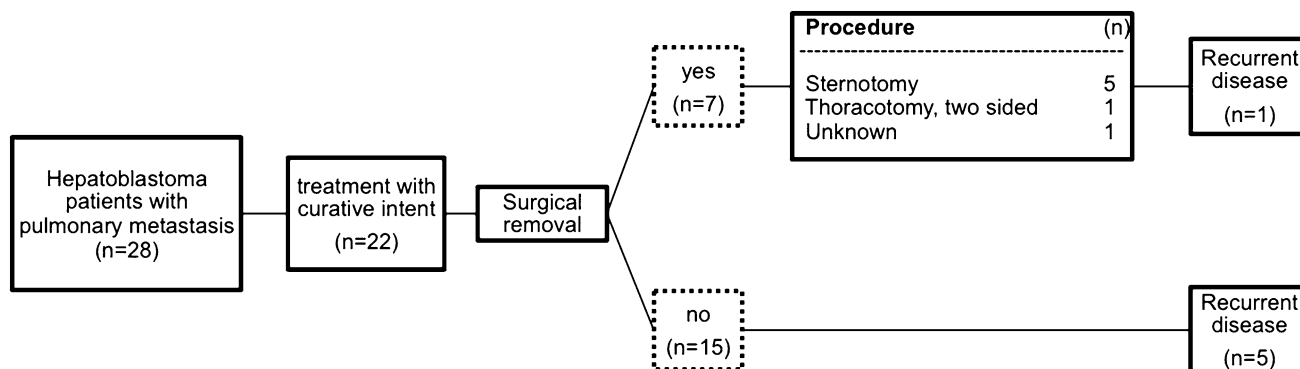 Hepatoblastoma
patients with
pulmonary metastasis
(n=28)
treatment with
curative intent
(n=22)
Surgical
removal
yes
(n=7)
Procedure (n)
Sternotomy 5
Thoracotomy, two sided 1
Unknown 1
Recurrent
disease
(n=1)
no
(n=15)
Recurrent
disease
(n=5)